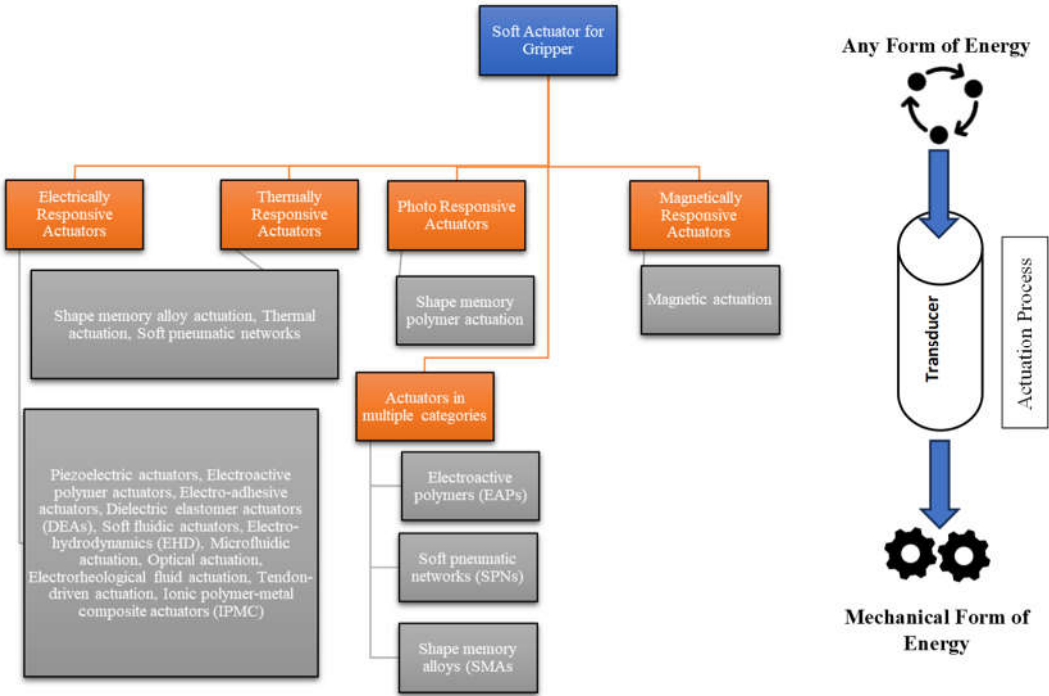 Soft Actuator for
Gripper
Electrically
Responsive
Actuators
Thermally
Responsive
Actuators
Photo Responsive
Actuators
Magnetically
Responsive
Actuators
Shape memory alloy actuation, Thermal
actuation, Soft pneumatic networks
Shape memory
polymer actuation
Magnetic actuation
Piezoelectric actuators, Electroactive
polymer actuators, Electro-adhesive
actuators, Dielectric elastomer actuators
(DEAs), Soft fluidic actuators, Electro-
hydrodynamics (EHD), Microfluidic
actuation, Optical actuation,
Electrorheological fluid actuation, Tendon-
driven actuation, Ionic polymer-metal
composite actuators (IPMC)
Actuators in
multiple categories
Electroactive
polymers (EAPs)
Soft pneumatic
networks (SPNs)
Shape memory
alloys (SMAs
Any Form of Energy
Transducer
Actuation Process
Mechanical Form of
Energy